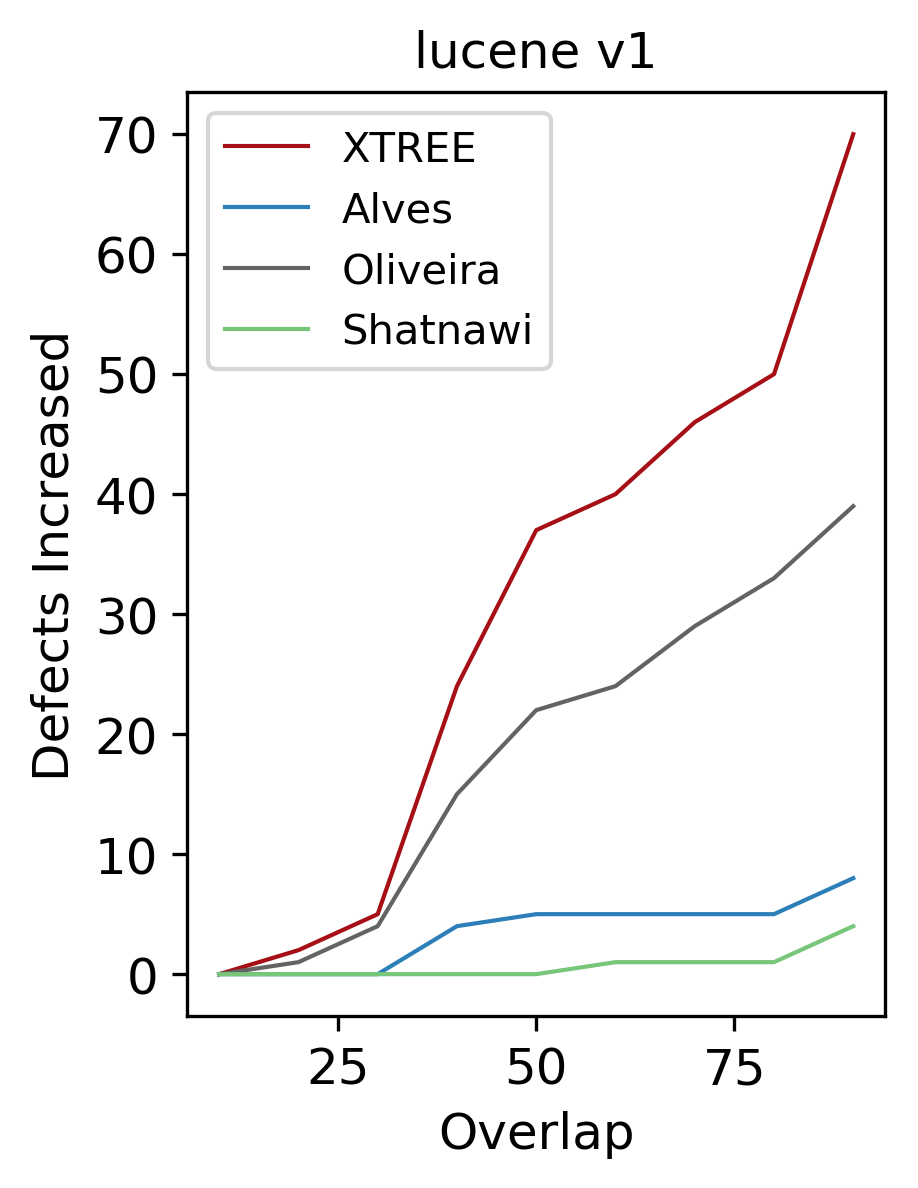 lucene v1
XTREE
Alves
Oliveira
Shatnawi
Defects Increased
70
60
50
40
30
20
10
0
25 50 75
Overlap